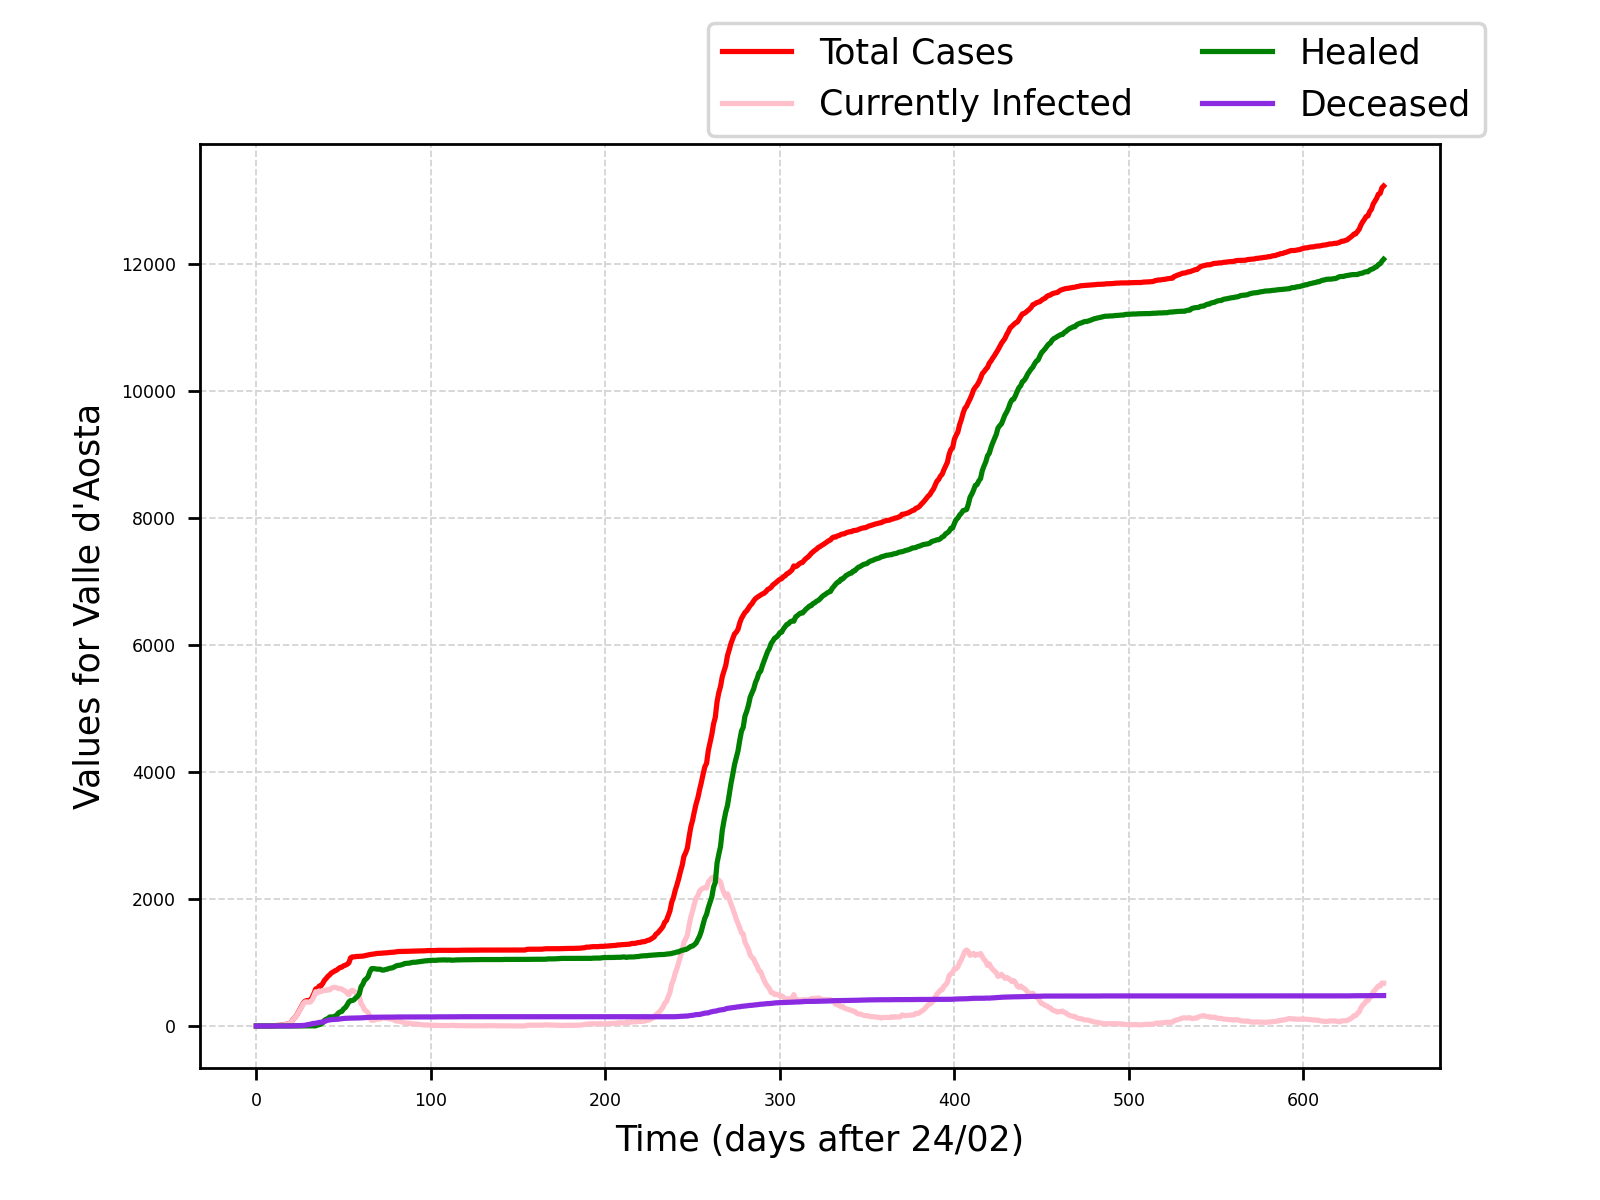 Total Cases Healed
Currently Infected Deceased
12000
10000
8000
6000
4000
2000
0
Values for Valle d'Aosta
0 100 200 300 400 500 600
Time (days after 24/02)